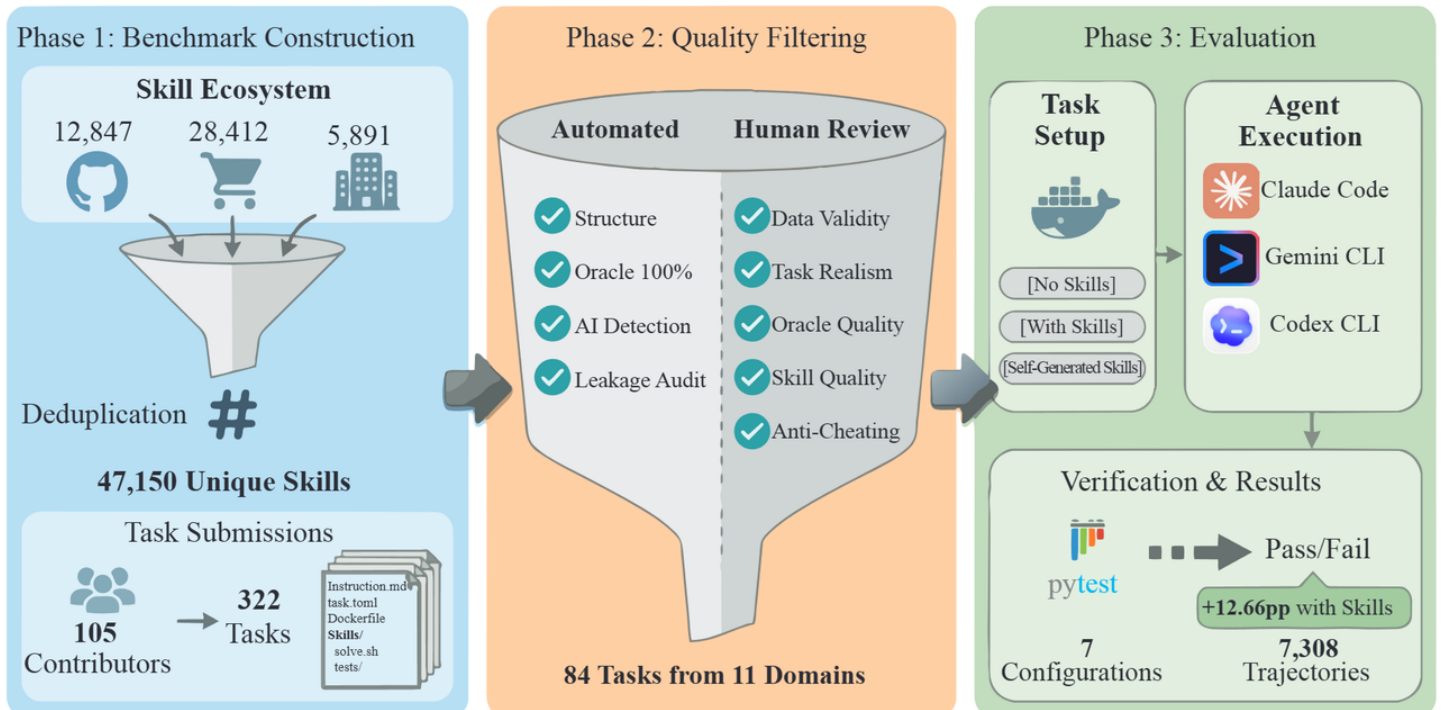 Phase 1: Benchmark Construction
Skill Ecosystem
12,847
28,412
5,891
Deduplication
#
47,150 Unique Skills
Task Submissions
105
Contributors
322
Tasks
Instruction.md
task.toml
Dockerfile
Skills/
solve.sh
tests/
Phase 2: Quality Filtering
Automated
Structure
Oracle 100%
AI Detection
Leakage Audit
Human Review
Data Validity
Task Realism
Oracle Quality
Skill Quality
Anti-Cheating
84 Tasks from 11 Domains
Phase 3: Evaluation
Task
Setup
[No Skills]
[With Skills]
[Self-Generated Skills]
Agent
Execution
Claude Code
Gemini CLI
Codex CLI
Verification & Results
pytest
Pass/Fail
+12.66pp with Skills
7
Configurations
7,308
Trajectories